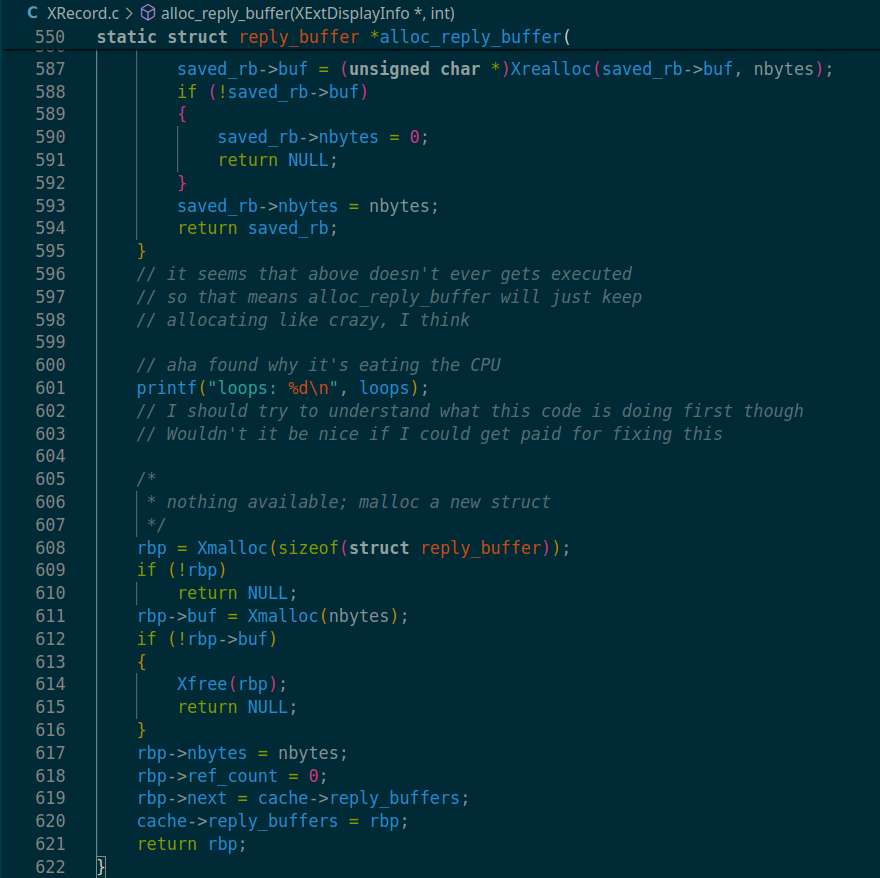 C XRecord.c > alloc_reply_buffer(XExtDisplayInfo *, int)
550 static struct reply_buffer *alloc_reply_buffer(
587 saved_rb->buf = (unsigned char *)Xrealloc(saved_rb->buf, nbytes);
588 if (!saved_rb->buf)
589 {
590 saved_rb->nbytes = 0;
591 return NULL;
592 }
593 saved_rb->nbytes = nbytes;
594 return saved_rb;
595 }
596 // it seems that above doesn't ever gets executed
597 // so that means alloc_reply_buffer will just keep
598 // allocating like crazy, I think
599
600 // aha found why it's eating the CPU
601 printf("loops: %d\n", loops);
602 // I should try to understand what this code is doing first though
603 // Wouldn't it be nice if I could get paid for fixing this
604
605 /*
606 * nothing available; malloc a new struct
607 */
608 rbp = Xmalloc(sizeof(struct reply_buffer));
609 if (!rbp)
610 return NULL;
611 rbp->buf = Xmalloc(nbytes);
612 if (!rbp->buf)
613 {
614 Xfree(rbp);
615 return NULL;
616 }
617 rbp->nbytes = nbytes;
618 rbp->ref_count = 0;
619 rbp->next = cache->reply_buffers;
620 cache->reply_buffers = rbp;
621 return rbp;
622 }